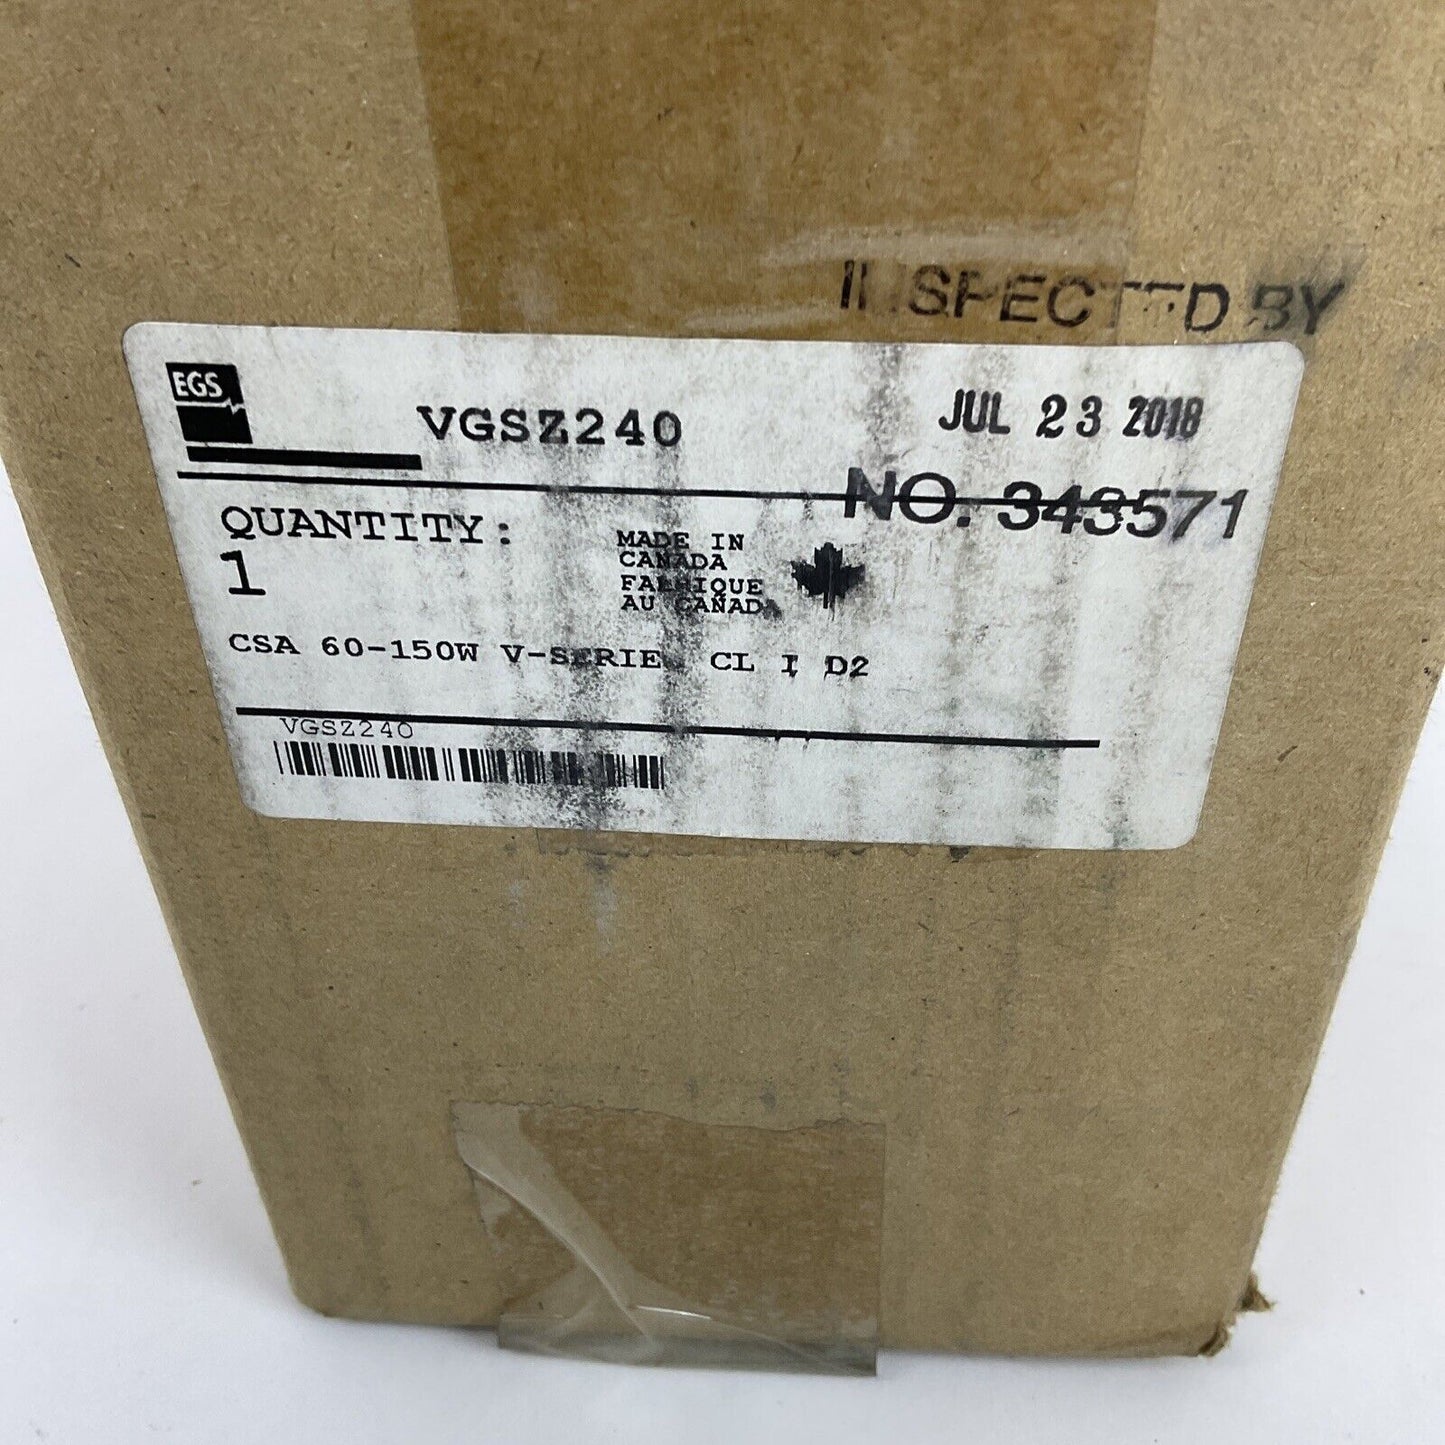 INSPECTED BY
EGS
VGSZ240
JUL 23 2018
NO. 343571
QUANTITY:
1
MADE IN
CANADA
FABRIQUE
AU CANADA
CSA 60-150W V-SERIES CL I D2
VGSZ240